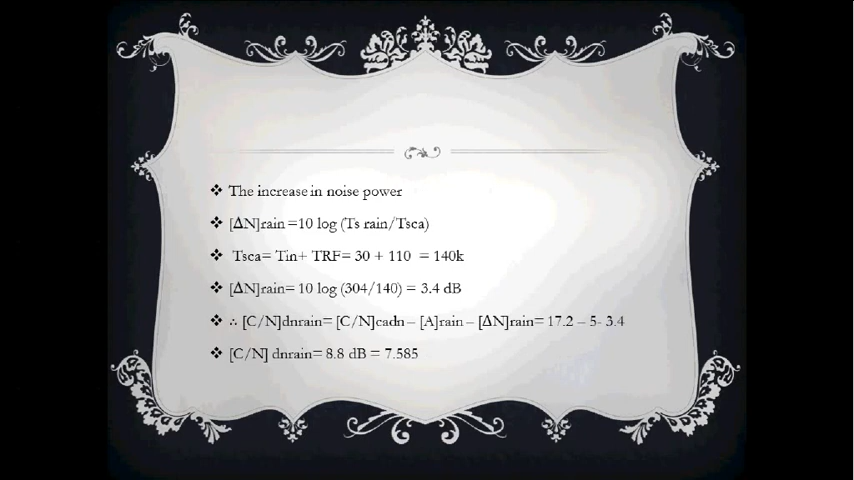 ❖ The increase in noise power
❖ [ΔN]rain =10 log (Ts rain/Tsca)
❖ Tsca= Tin+ TRF= 30 + 110 = 140k
❖ [ΔN]rain= 10 log (304/140) = 3.4 dB
❖ ∴ [C/N]dnrain= [C/N]cadn – [A]rain – [ΔN]rain= 17.2 – 5- 3.4
❖ [C/N] dnrain= 8.8 dB = 7.585